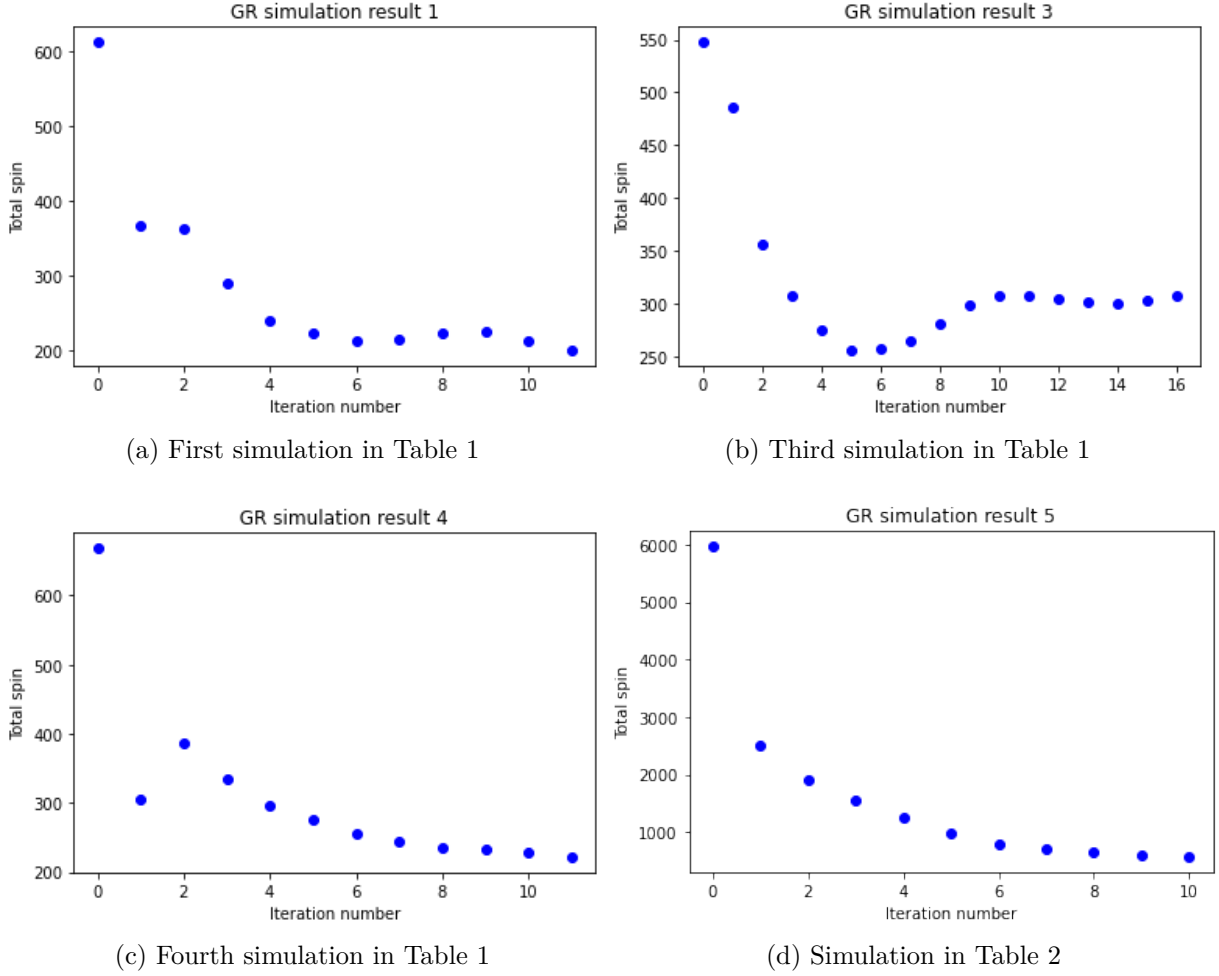 GR simulation result 1
600
500
400
300
200
Total spin
0 2 4 6 8 10
Iteration number
(a) First simulation in Table 1
GR simulation result 3
550
500
450
400
350
300
250
Total spin
0 2 4 6 8 10 12 14 16
Iteration number
(b) Third simulation in Table 1
GR simulation result 4
600
500
400
300
200
Total spin
0 2 4 6 8 10
Iteration number
(c) Fourth simulation in Table 1
GR simulation result 5
6000
5000
4000
3000
2000
1000
Total spin
0 2 4 6 8 10
Iteration number
(d) Simulation in Table 2